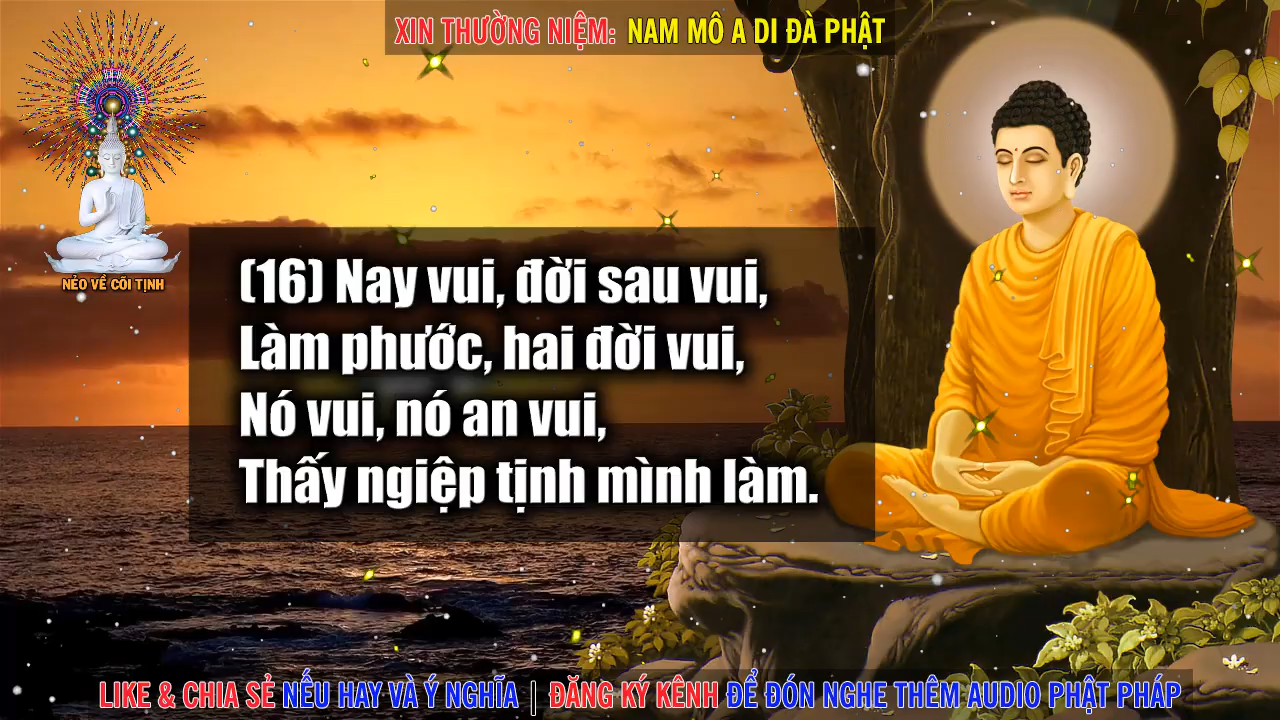 XIN THƯỜNG NIỆM: NAM MÔ A DI ĐÀ PHẬT
NẺO VỀ CÕI TỊNH
(16) Nay vui, đời sau vui,
Làm phước, hai đời vui,
Nó vui, nó an vui,
Thấy ngiệp tịnh mình làm.
LIKE & CHIA SẺ NẾU HAY VÀ Ý NGHĨA | ĐĂNG KÝ KÊNH ĐỂ ĐÓN NGHE THÊM AUDIO PHẬT PHÁP